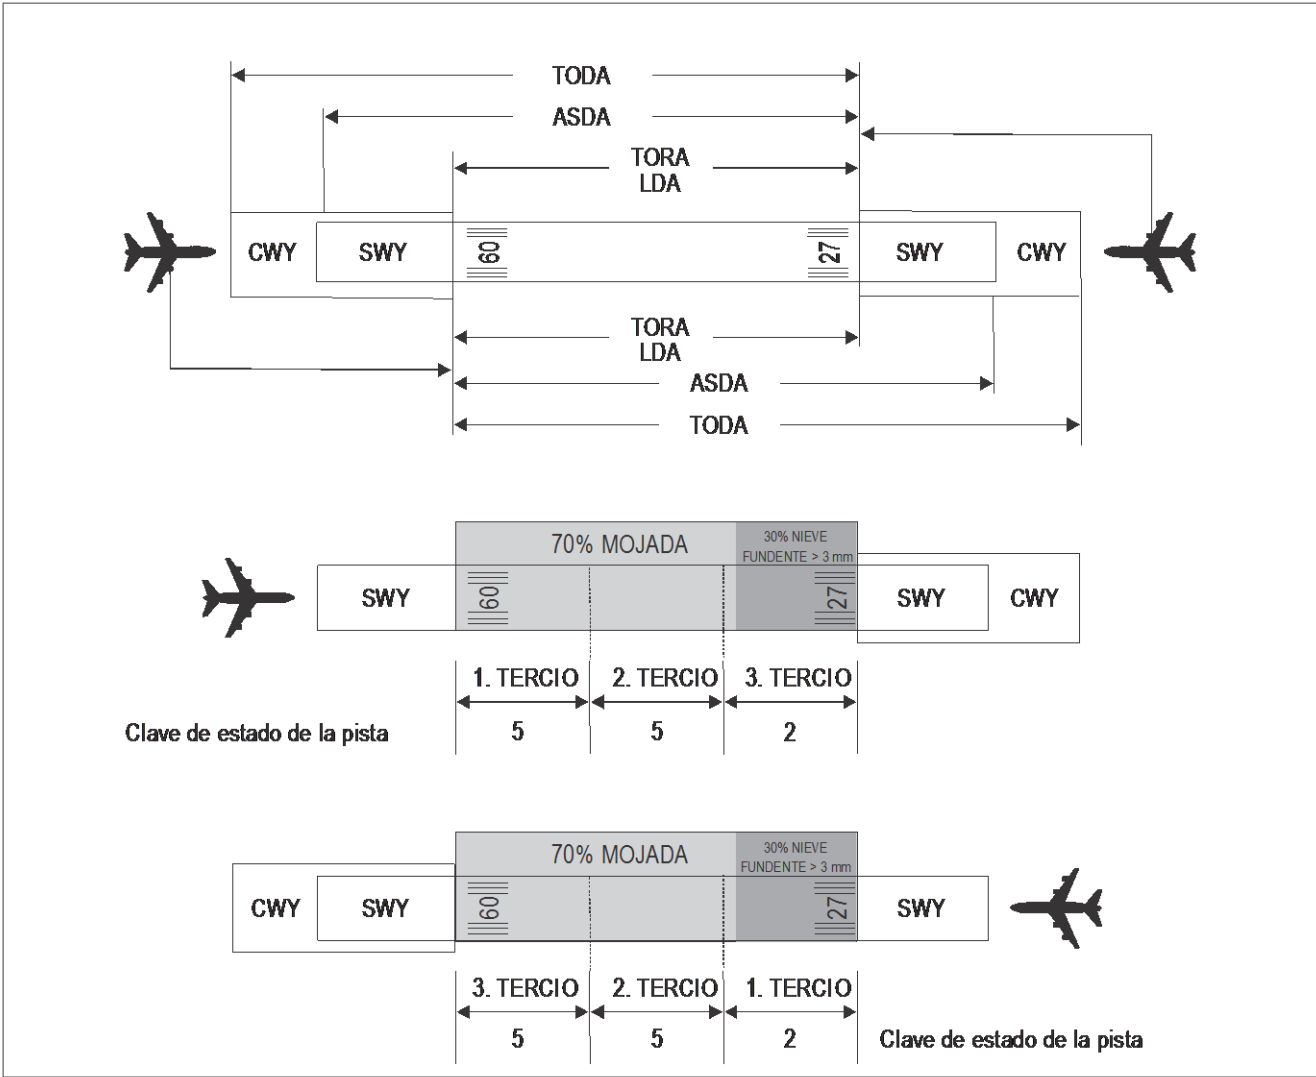 TODA
ASDA
TORA
LDA
CWY
SWY
09
27
SWY
CWY
TORA
LDA
ASDA
TODA
70% MOJADA
30% NIEVE
FUNDENTE > 3 mm
SWY
09
27
SWY
CWY
1. TERCIO
2. TERCIO
3. TERCIO
Clave de estado de la pista
5
5
2
70% MOJADA
30% NIEVE
FUNDENTE > 3 mm
CWY
SWY
09
27
SWY
3. TERCIO
2. TERCIO
1. TERCIO
5
5
2
Clave de estado de la pista